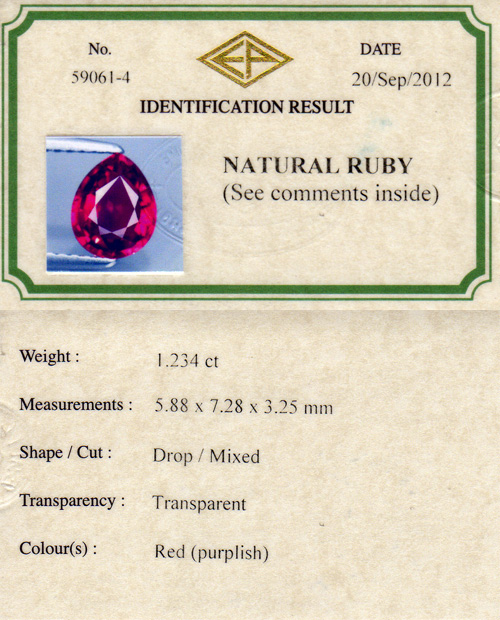 No.
DATE
59061-4
20/Sep/2012
IDENTIFICATION RESULT
NATURAL RUBY
(See comments inside)
Weight : 1.234 ct
Measurements : 5.88 x 7.28 x 3.25 mm
Shape / Cut : Drop / Mixed
Transparency : Transparent
Colour(s) : Red (purplish)